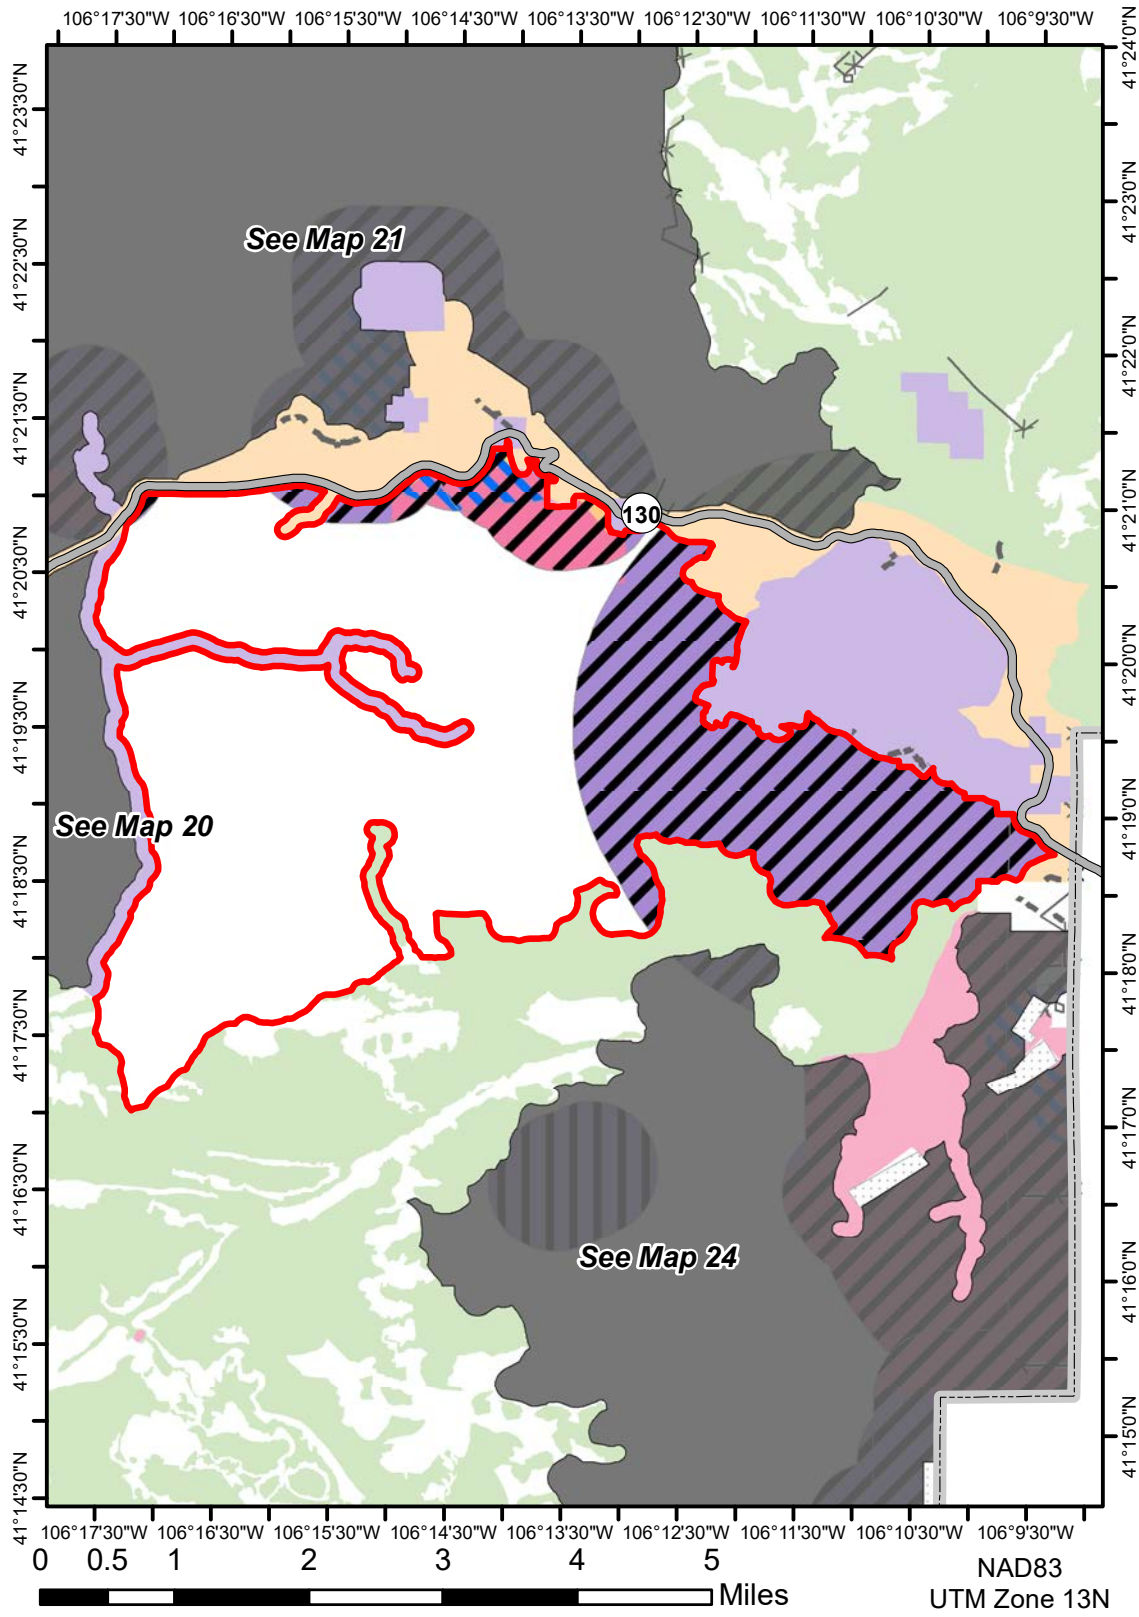 106°17'30"W 106°16'30"W 106°15'30"W 106°14'30"W 106°13'30"W 106°12'30"W 106°11'30"W 106°10'30"W 106°9'30"W
41°24'0"N
41°23'30"N
41°23'0"N
See Map 21
41°22'30"N
41°22'0"N
41°21'30"N
41°21'0"N
130
41°20'30"N
41°20'0"N
41°19'30"N
41°19'0"N
See Map 20
41°18'30"N
41°18'0"N
41°17'30"N
41°17'0"N
41°16'30"N
See Map 24
41°16'0"N
41°15'30"N
41°15'0"N
41°14'30"N
106°17'30"W 106°16'30"W 106°15'30"W 106°14'30"W 106°13'30"W 106°12'30"W 106°11'30"W 106°10'30"W 106°9'30"W
0 0.5 1 2 3 4 5
Miles
NAD83
UTM Zone 13N